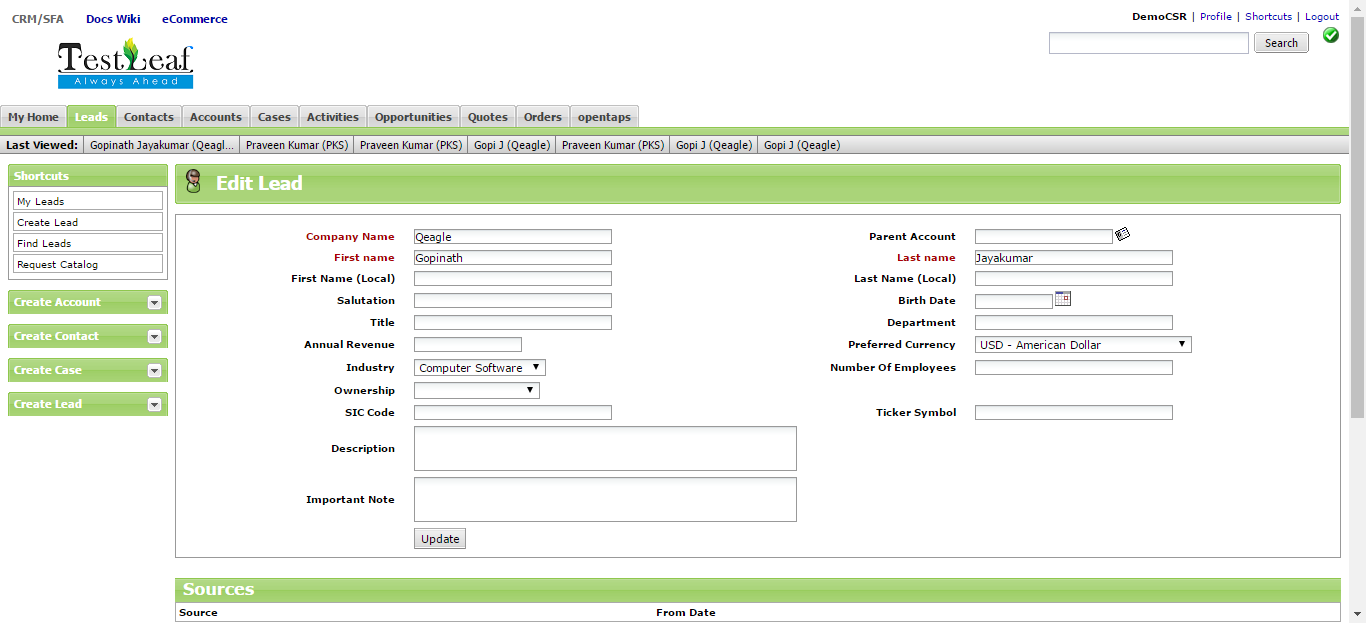 CRM/SFA Docs Wiki eCommerce
DemoCSR | Profile | Shortcuts | Logout
TestLeaf
Always Ahead
Search
My Home Leads Contacts Accounts Cases Activities Opportunities Quotes Orders opentaps
Last Viewed: Gopinath Jayakumar (Qeagl... Praveen Kumar (PKS) Praveen Kumar (PKS) Gopi J (Qeagle) Praveen Kumar (PKS) Gopi J (Qeagle) Gopi J (Qeagle)
Shortcuts
My Leads
Create Lead
Find Leads
Request Catalog
Create Account
Create Contact
Create Case
Create Lead
Edit Lead
Company Name Qeagle Parent Account
First name Gopinath Last name Jayakumar
First Name (Local) Last Name (Local)
Salutation Birth Date
Title Department
Annual Revenue Preferred Currency USD - American Dollar
Industry Computer Software Number Of Employees
Ownership
SIC Code Ticker Symbol
Description
Important Note
Update
Sources
Source From Date